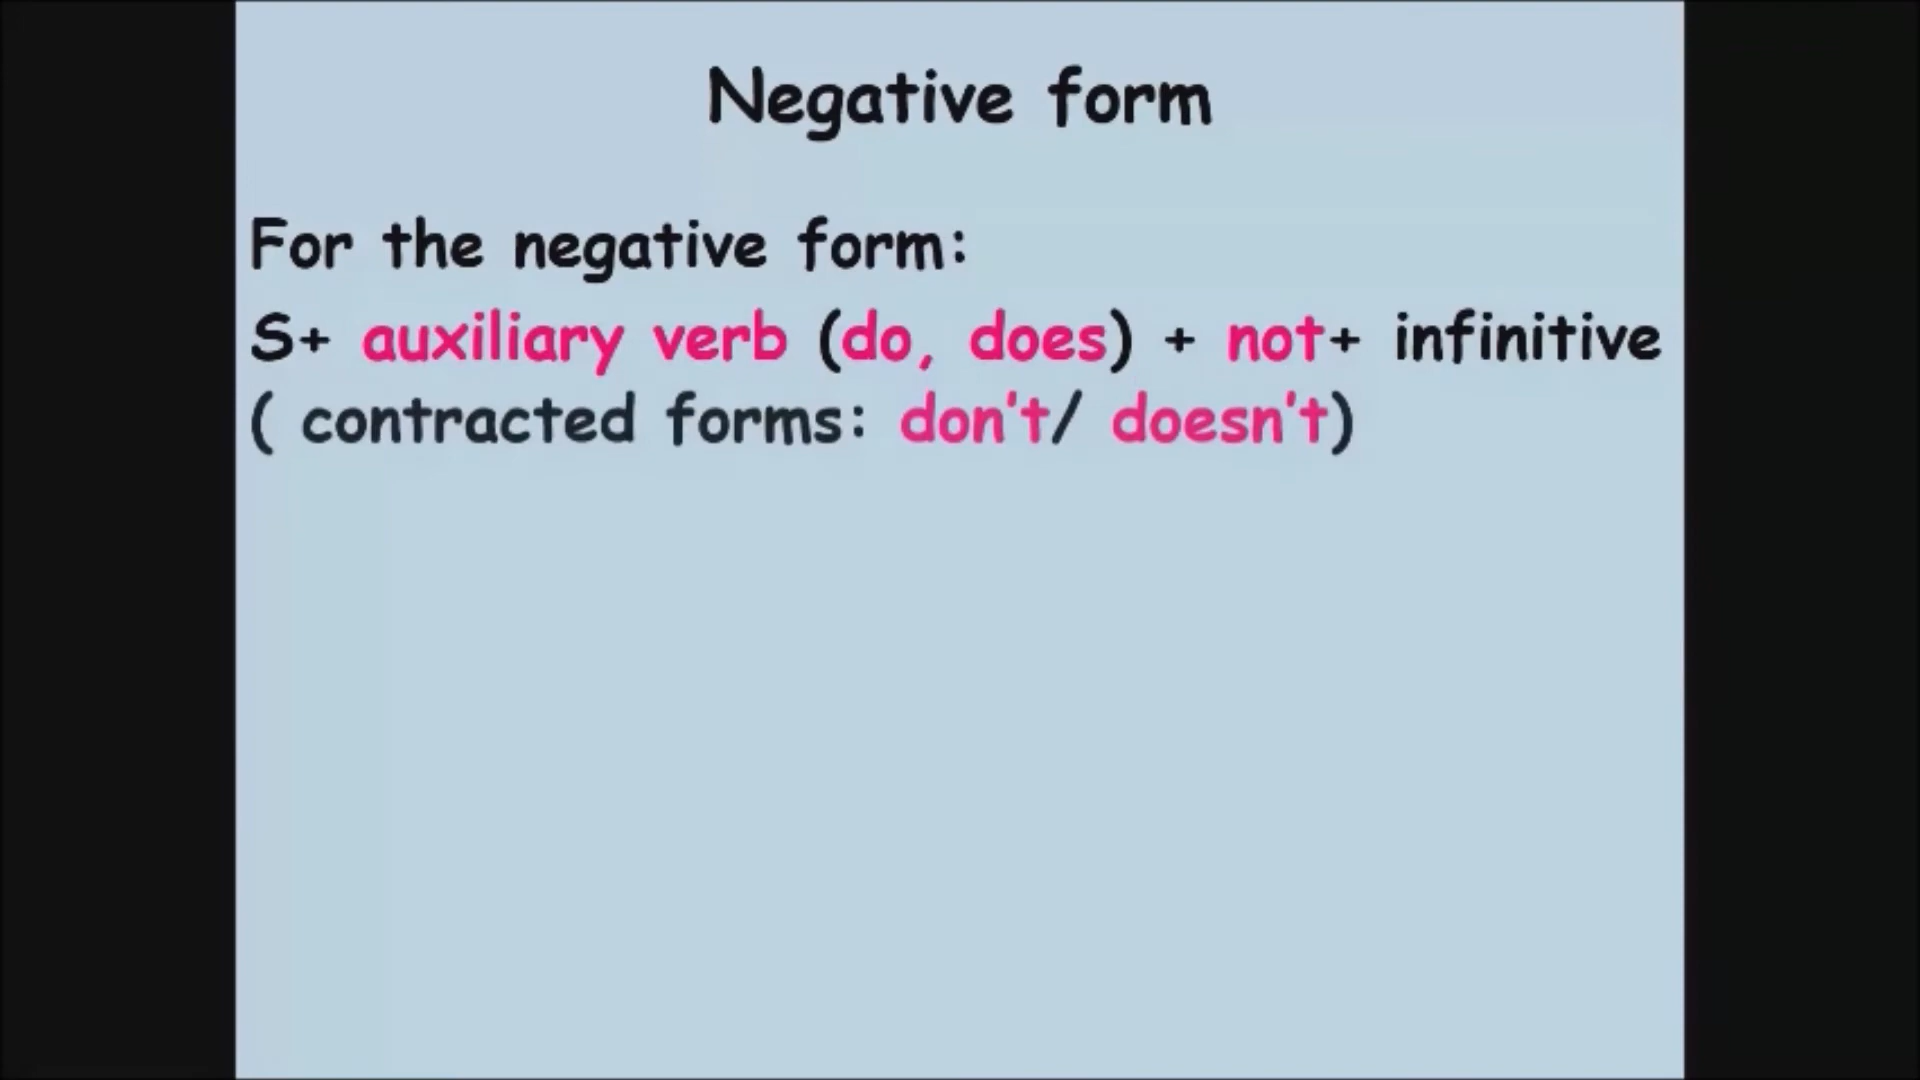 Negative form
For the negative form:
S+ auxiliary verb (do, does) + not+ infinitive
( contracted forms: don't/ doesn't)